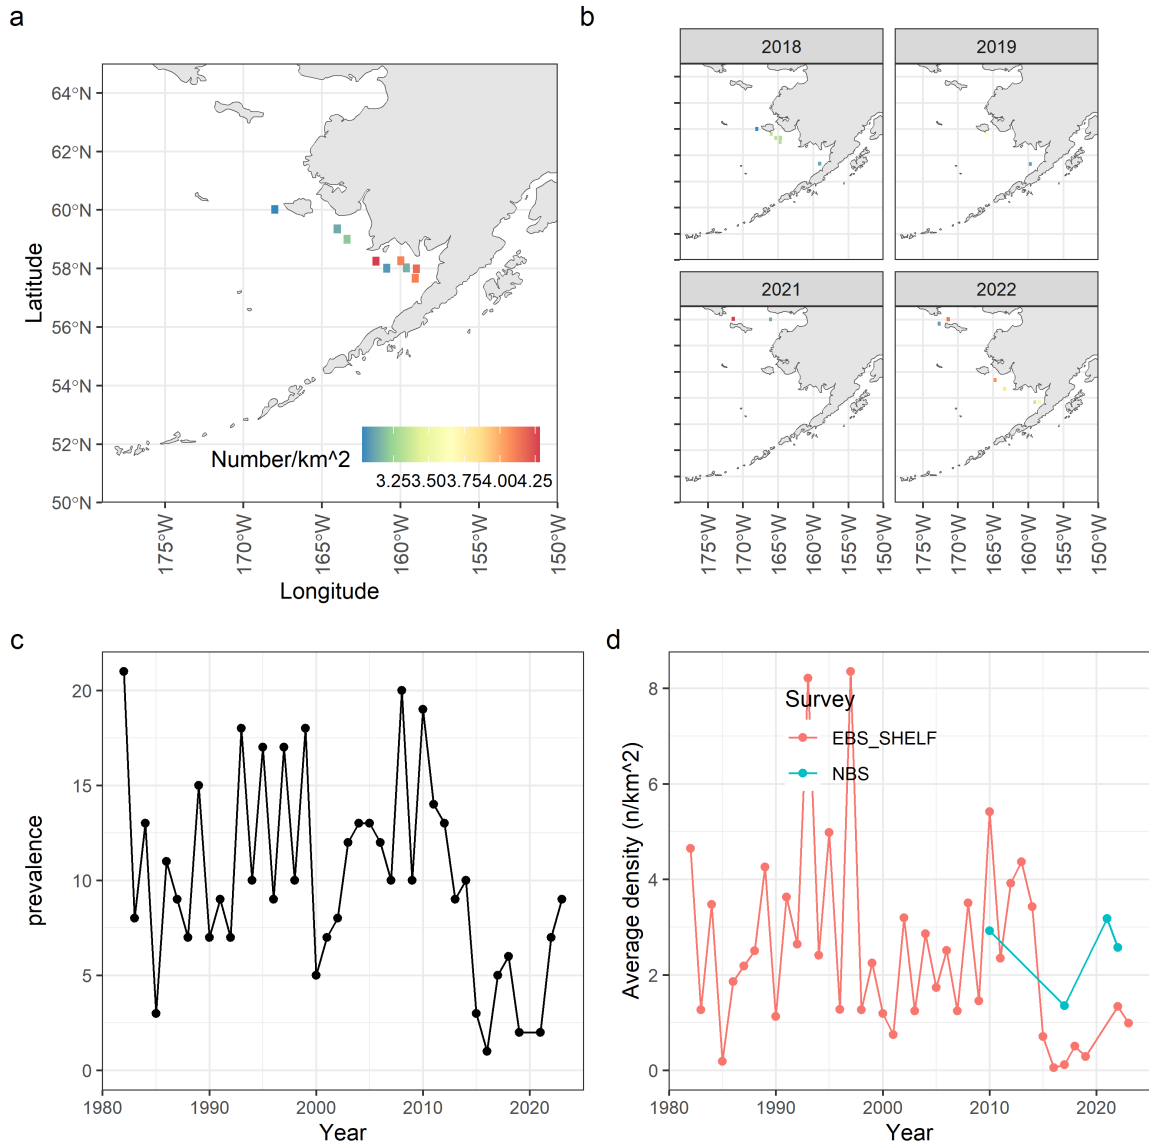 a
64°N
62°N
60°N
58°N
56°N
54°N
52°N
50°N
Latitude
Number/km^2
3.253.503.754.004.25
175°W
170°W
165°W
160°W
155°W
150°W
Longitude
b
2018
2019
2021
2022
175°W
170°W
165°W
160°W
155°W
150°W
175°W
170°W
165°W
160°W
155°W
150°W
c
20
15
10
5
0
prevalence
1980
1990
2000
2010
2020
Year
d
8
6
4
2
0
Average density (n/km^2)
Survey
EBS_SHELF
NBS
1980
1990
2000
2010
2020
Year